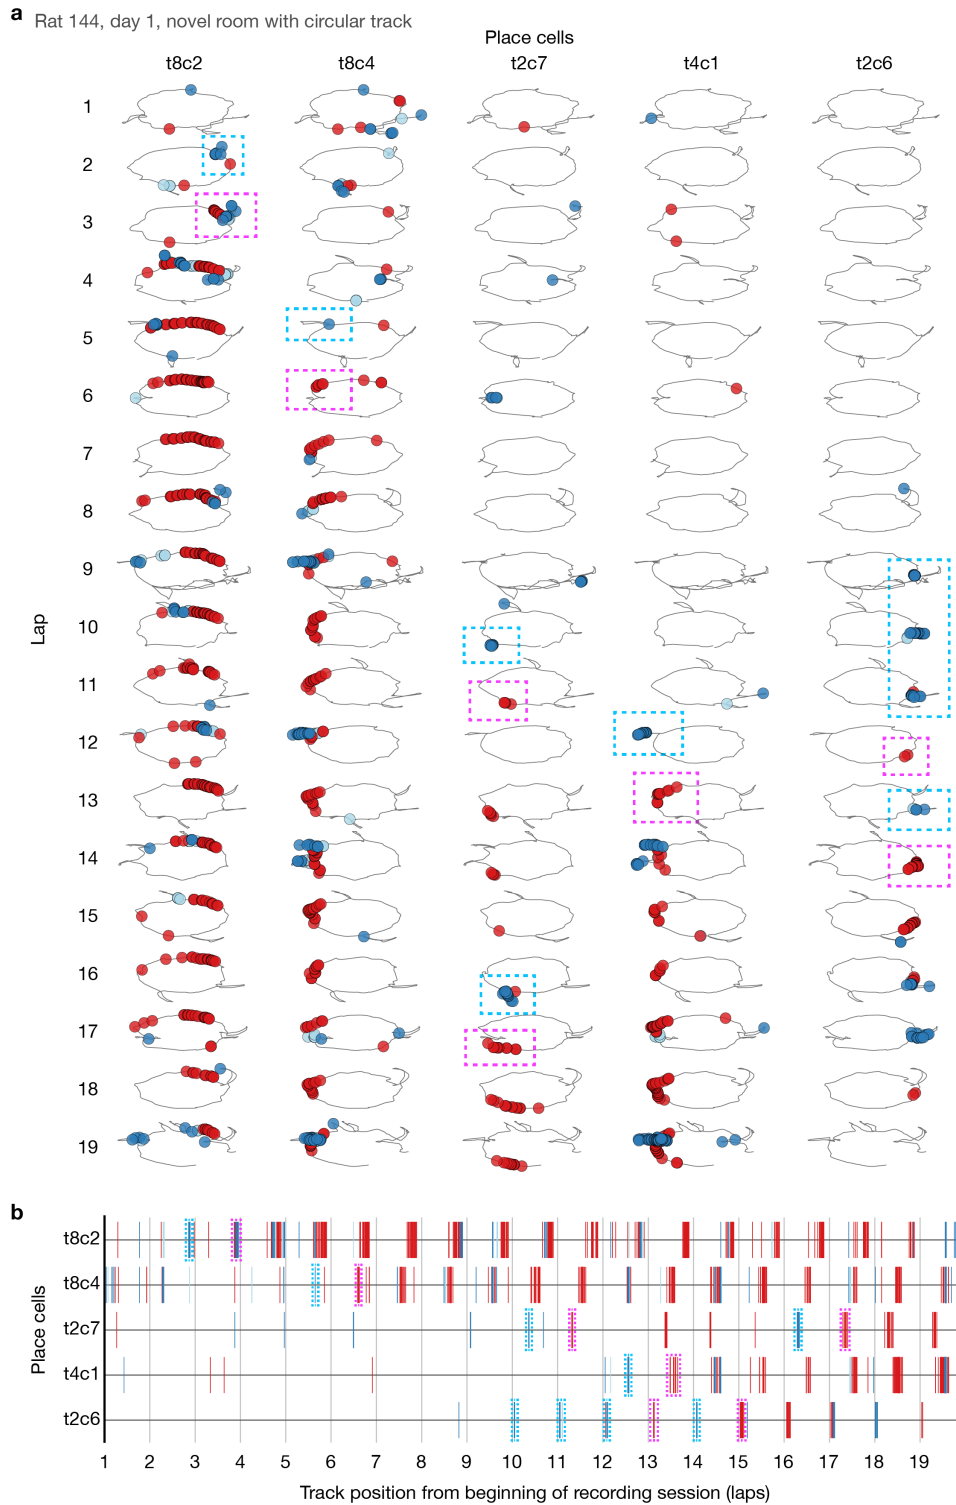 a Rat 144, day 1, novel room with circular track
Place cells
t8c2 t8c4 t2c7 t4c1 t2c6
Lap
1
2
3
4
5
6
7
8
9
10
11
12
13
14
15
16
17
18
19
b
Place cells
t8c2
t8c4
t2c7
t4c1
t2c6
1 2 3 4 5 6 7 8 9 10 11 12 13 14 15 16 17 18 19
Track position from beginning of recording session (laps)